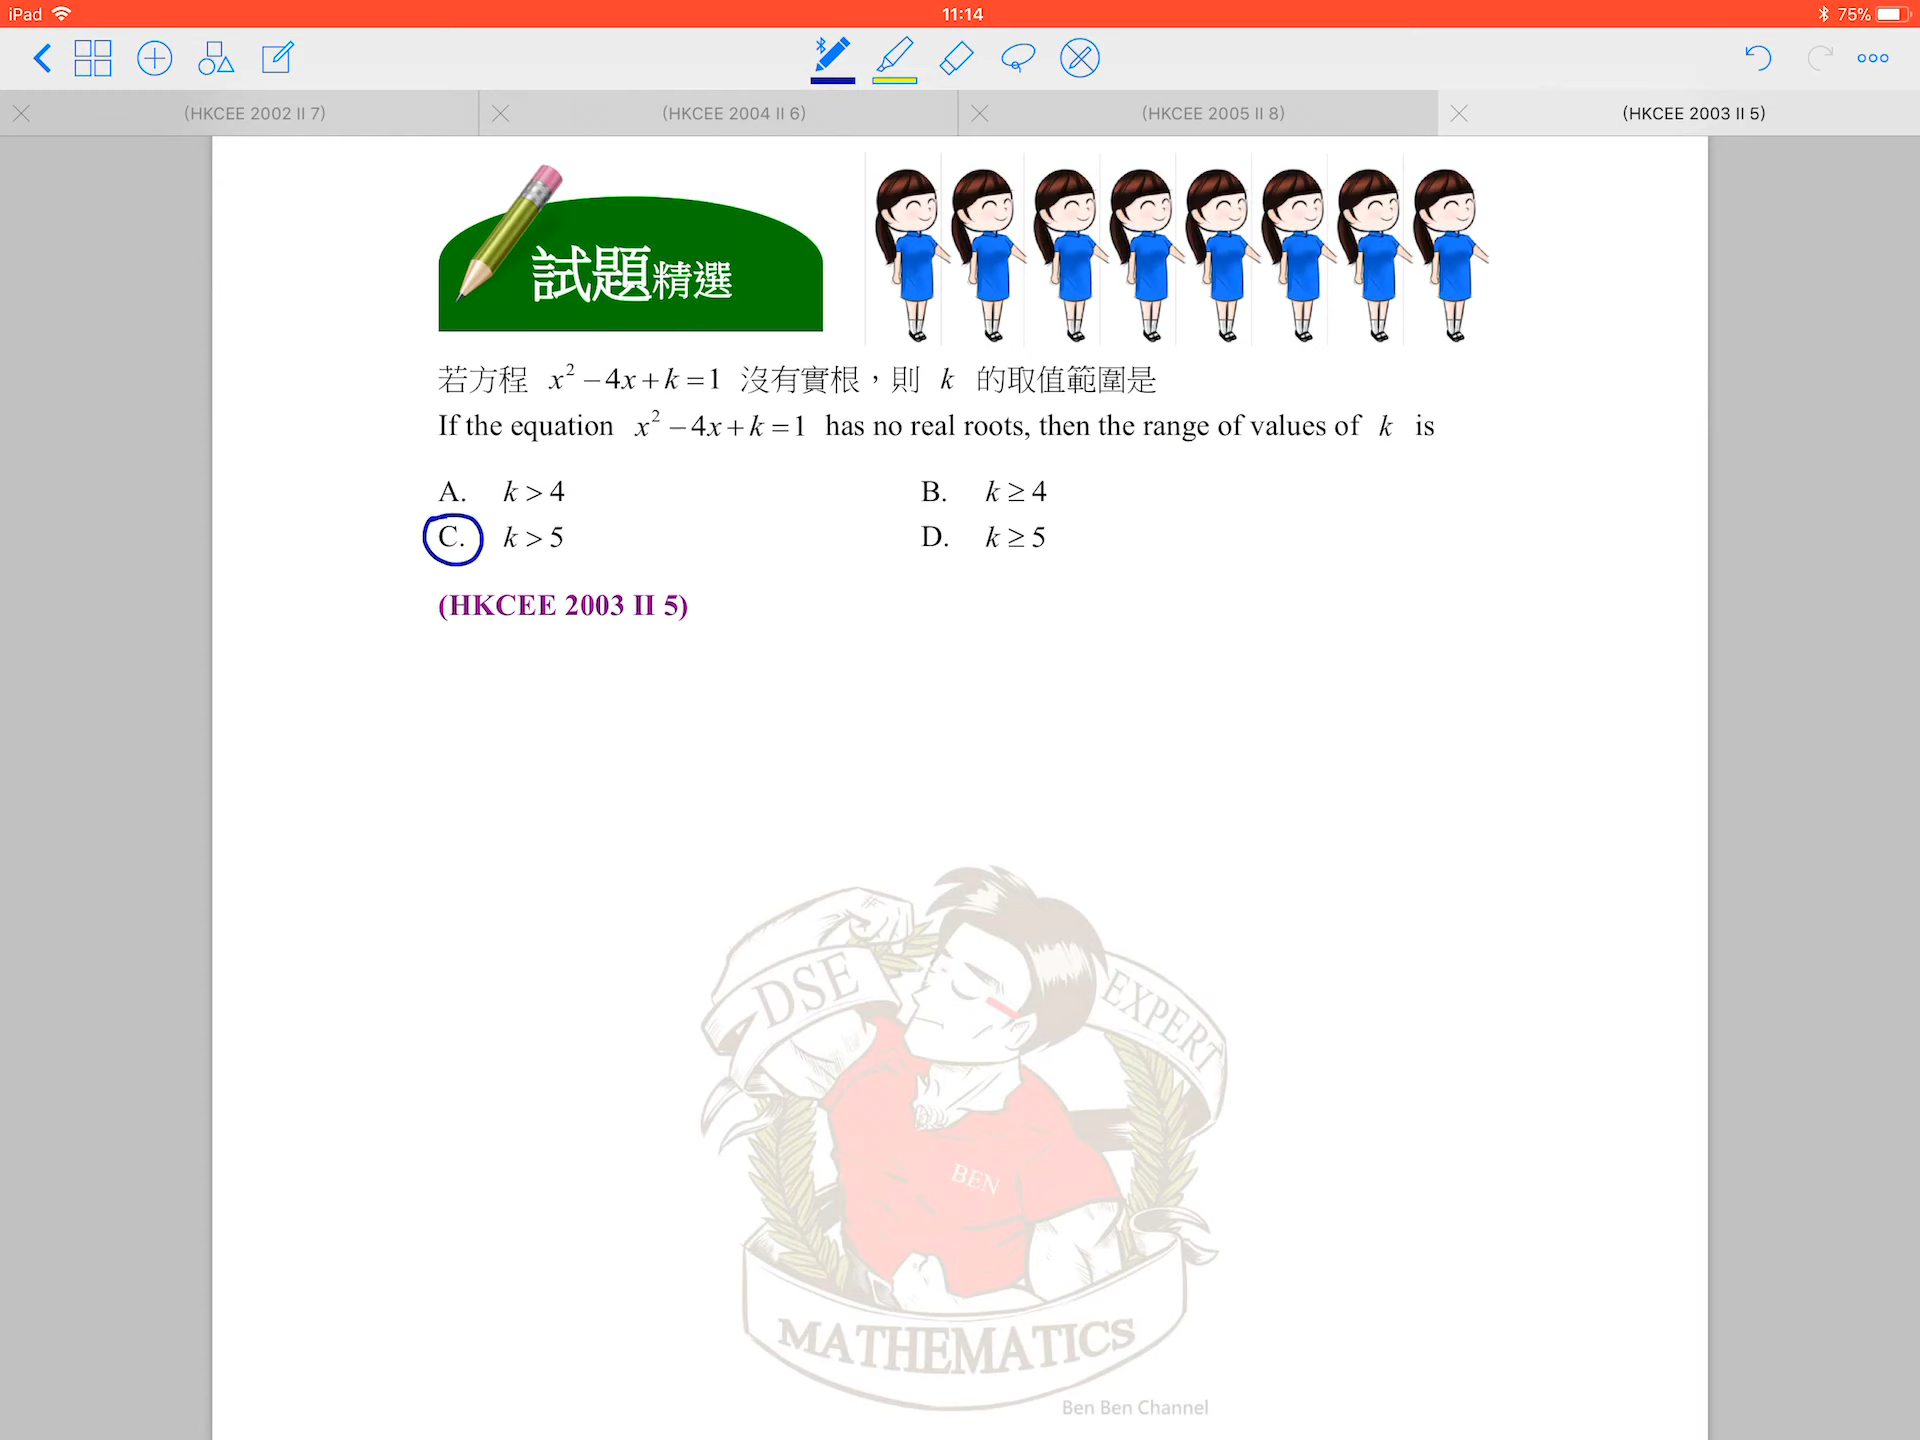 iPad 11:14 75%
(HKCEE 2002 II 7) (HKCEE 2004 II 6) (HKCEE 2005 II 8) (HKCEE 2003 II 5)
試題精選
若方程 x² − 4x + k = 1 沒有實根，則 k 的取值範圍是
If the equation x² − 4x + k = 1 has no real roots, then the range of values of k is
A. k > 4 B. k ≥ 4
C. k > 5 D. k ≥ 5
(HKCEE 2003 II 5)
DSE EXPERT
BEN
MATHEMATICS
Ben Ben Channel